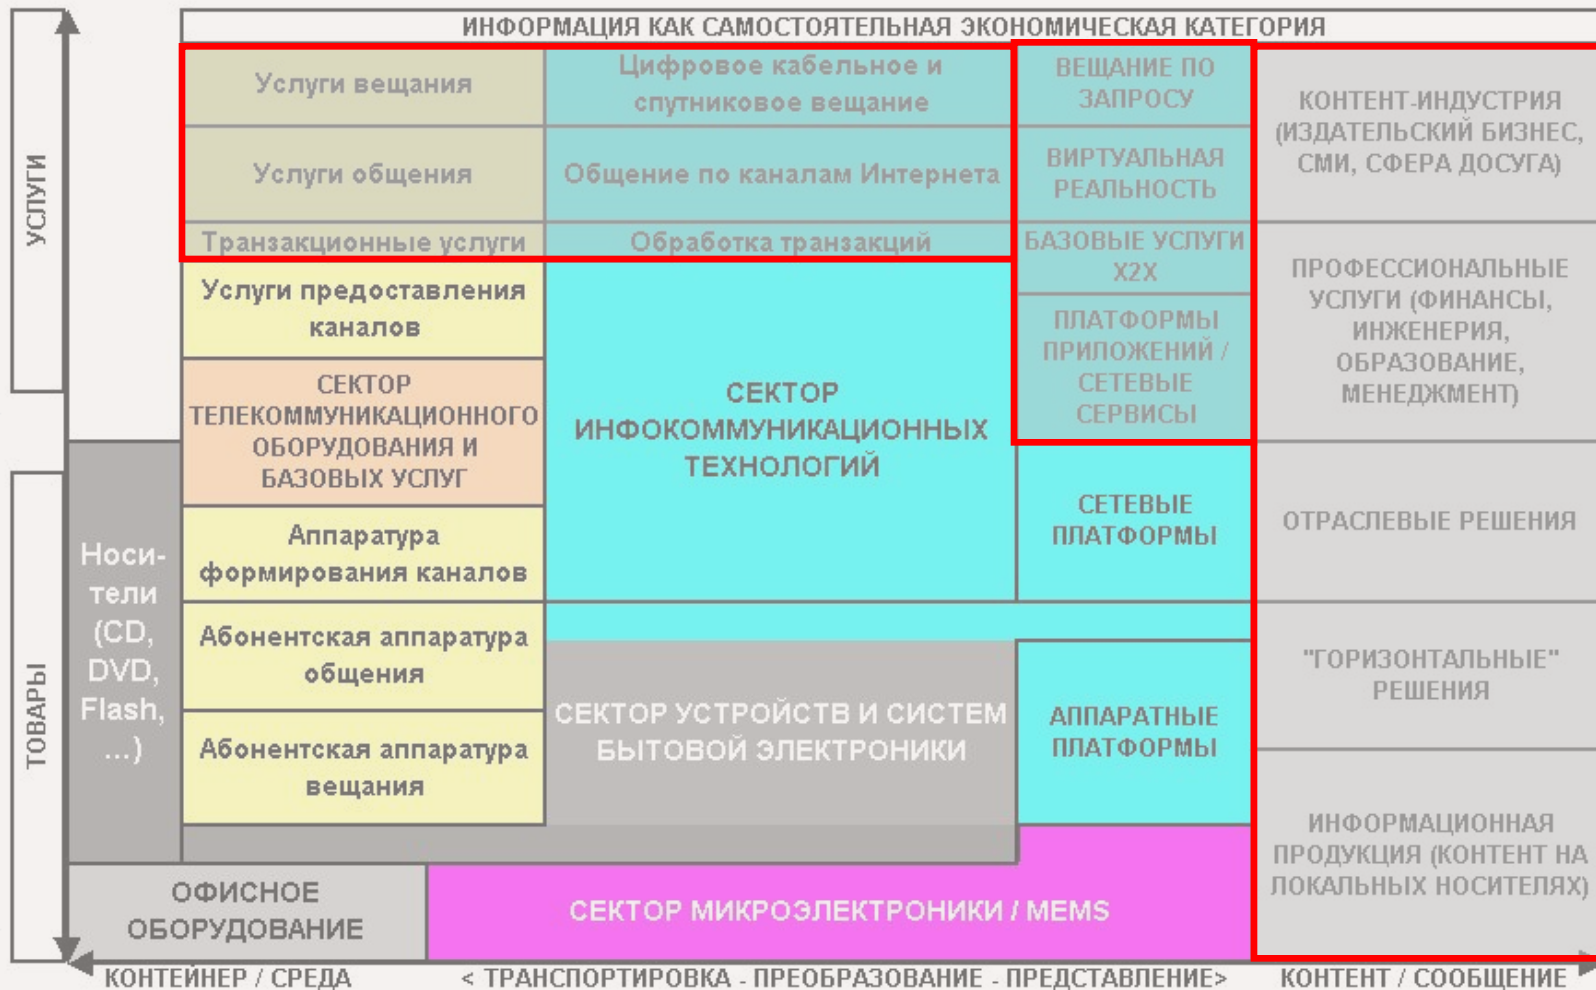 ИНФОРМАЦИЯ КАК САМОСТОЯТЕЛЬНАЯ ЭКОНОМИЧЕСКАЯ КАТЕГОРИЯ
УСЛУГИ
Услуги вещания
Цифровое кабельное и
спутниковое вещание
ВЕЩАНИЕ ПО
ЗАПРОСУ
КОНТЕНТ-ИНДУСТРИЯ
(ИЗДАТЕЛЬСКИЙ БИЗНЕС,
СМИ, СФЕРА ДОСУГА)
Услуги общения
Общение по каналам Интернета
ВИРТУАЛЬНАЯ
РЕАЛЬНОСТЬ
Транзакционные услуги
Обработка транзакций
БАЗОВЫЕ УСЛУГИ
X2X
ПРОФЕССИОНАЛЬНЫЕ
УСЛУГИ (ФИНАНСЫ,
ИНЖЕНЕРИЯ,
ОБРАЗОВАНИЕ,
МЕНЕДЖМЕНТ)
Услуги предоставления
каналов
ПЛАТФОРМЫ
ПРИЛОЖЕНИЙ /
СЕТЕВЫЕ
СЕРВИСЫ
СЕКТОР
ТЕЛЕКОММУНИКАЦИОННОГО
ОБОРУДОВАНИЯ И
БАЗОВЫХ УСЛУГ
СЕКТОР
ИНФОКОММУНИКАЦИОННЫХ
ТЕХНОЛОГИЙ
ТОВАРЫ
Носи-
тели
(CD,
DVD,
Flash,
...)
Аппаратура
формирования каналов
СЕТЕВЫЕ
ПЛАТФОРМЫ
ОТРАСЛЕВЫЕ РЕШЕНИЯ
Абонентская аппаратура
общения
"ГОРИЗОНТАЛЬНЫЕ"
РЕШЕНИЯ
Абонентская аппаратура
вещания
СЕКТОР УСТРОЙСТВ И СИСТЕМ
БЫТОВОЙ ЭЛЕКТРОНИКИ
АППАРАТНЫЕ
ПЛАТФОРМЫ
ИНФОРМАЦИОННАЯ
ПРОДУКЦИЯ (КОНТЕНТ НА
ЛОКАЛЬНЫХ НОСИТЕЛЯХ)
ОФИСНОЕ
ОБОРУДОВАНИЕ
СЕКТОР МИКРОЭЛЕКТРОНИКИ / MEMS
КОНТЕЙНЕР / СРЕДА
< ТРАНСПОРТИРОВКА - ПРЕОБРАЗОВАНИЕ - ПРЕДСТАВЛЕНИЕ>
КОНТЕНТ / СООБЩЕНИЕ